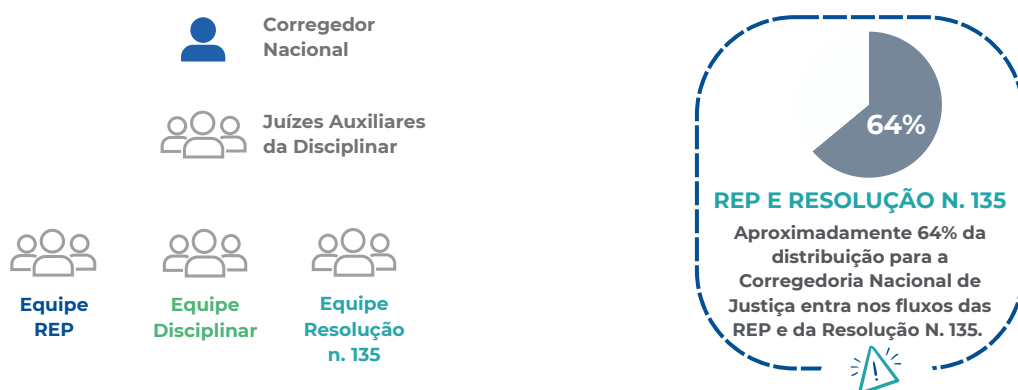 Corregedor
Nacional
Juízes Auxiliares
da Disciplinar
Equipe
REP
Equipe
Disciplinar
Equipe
Resolução
n. 135
64%
REP E RESOLUÇÃO N. 135
Aproximadamente 64% da
distribuição para a
Corregedoria Nacional de
Justiça entra nos fluxos das
REP e da Resolução N. 135.